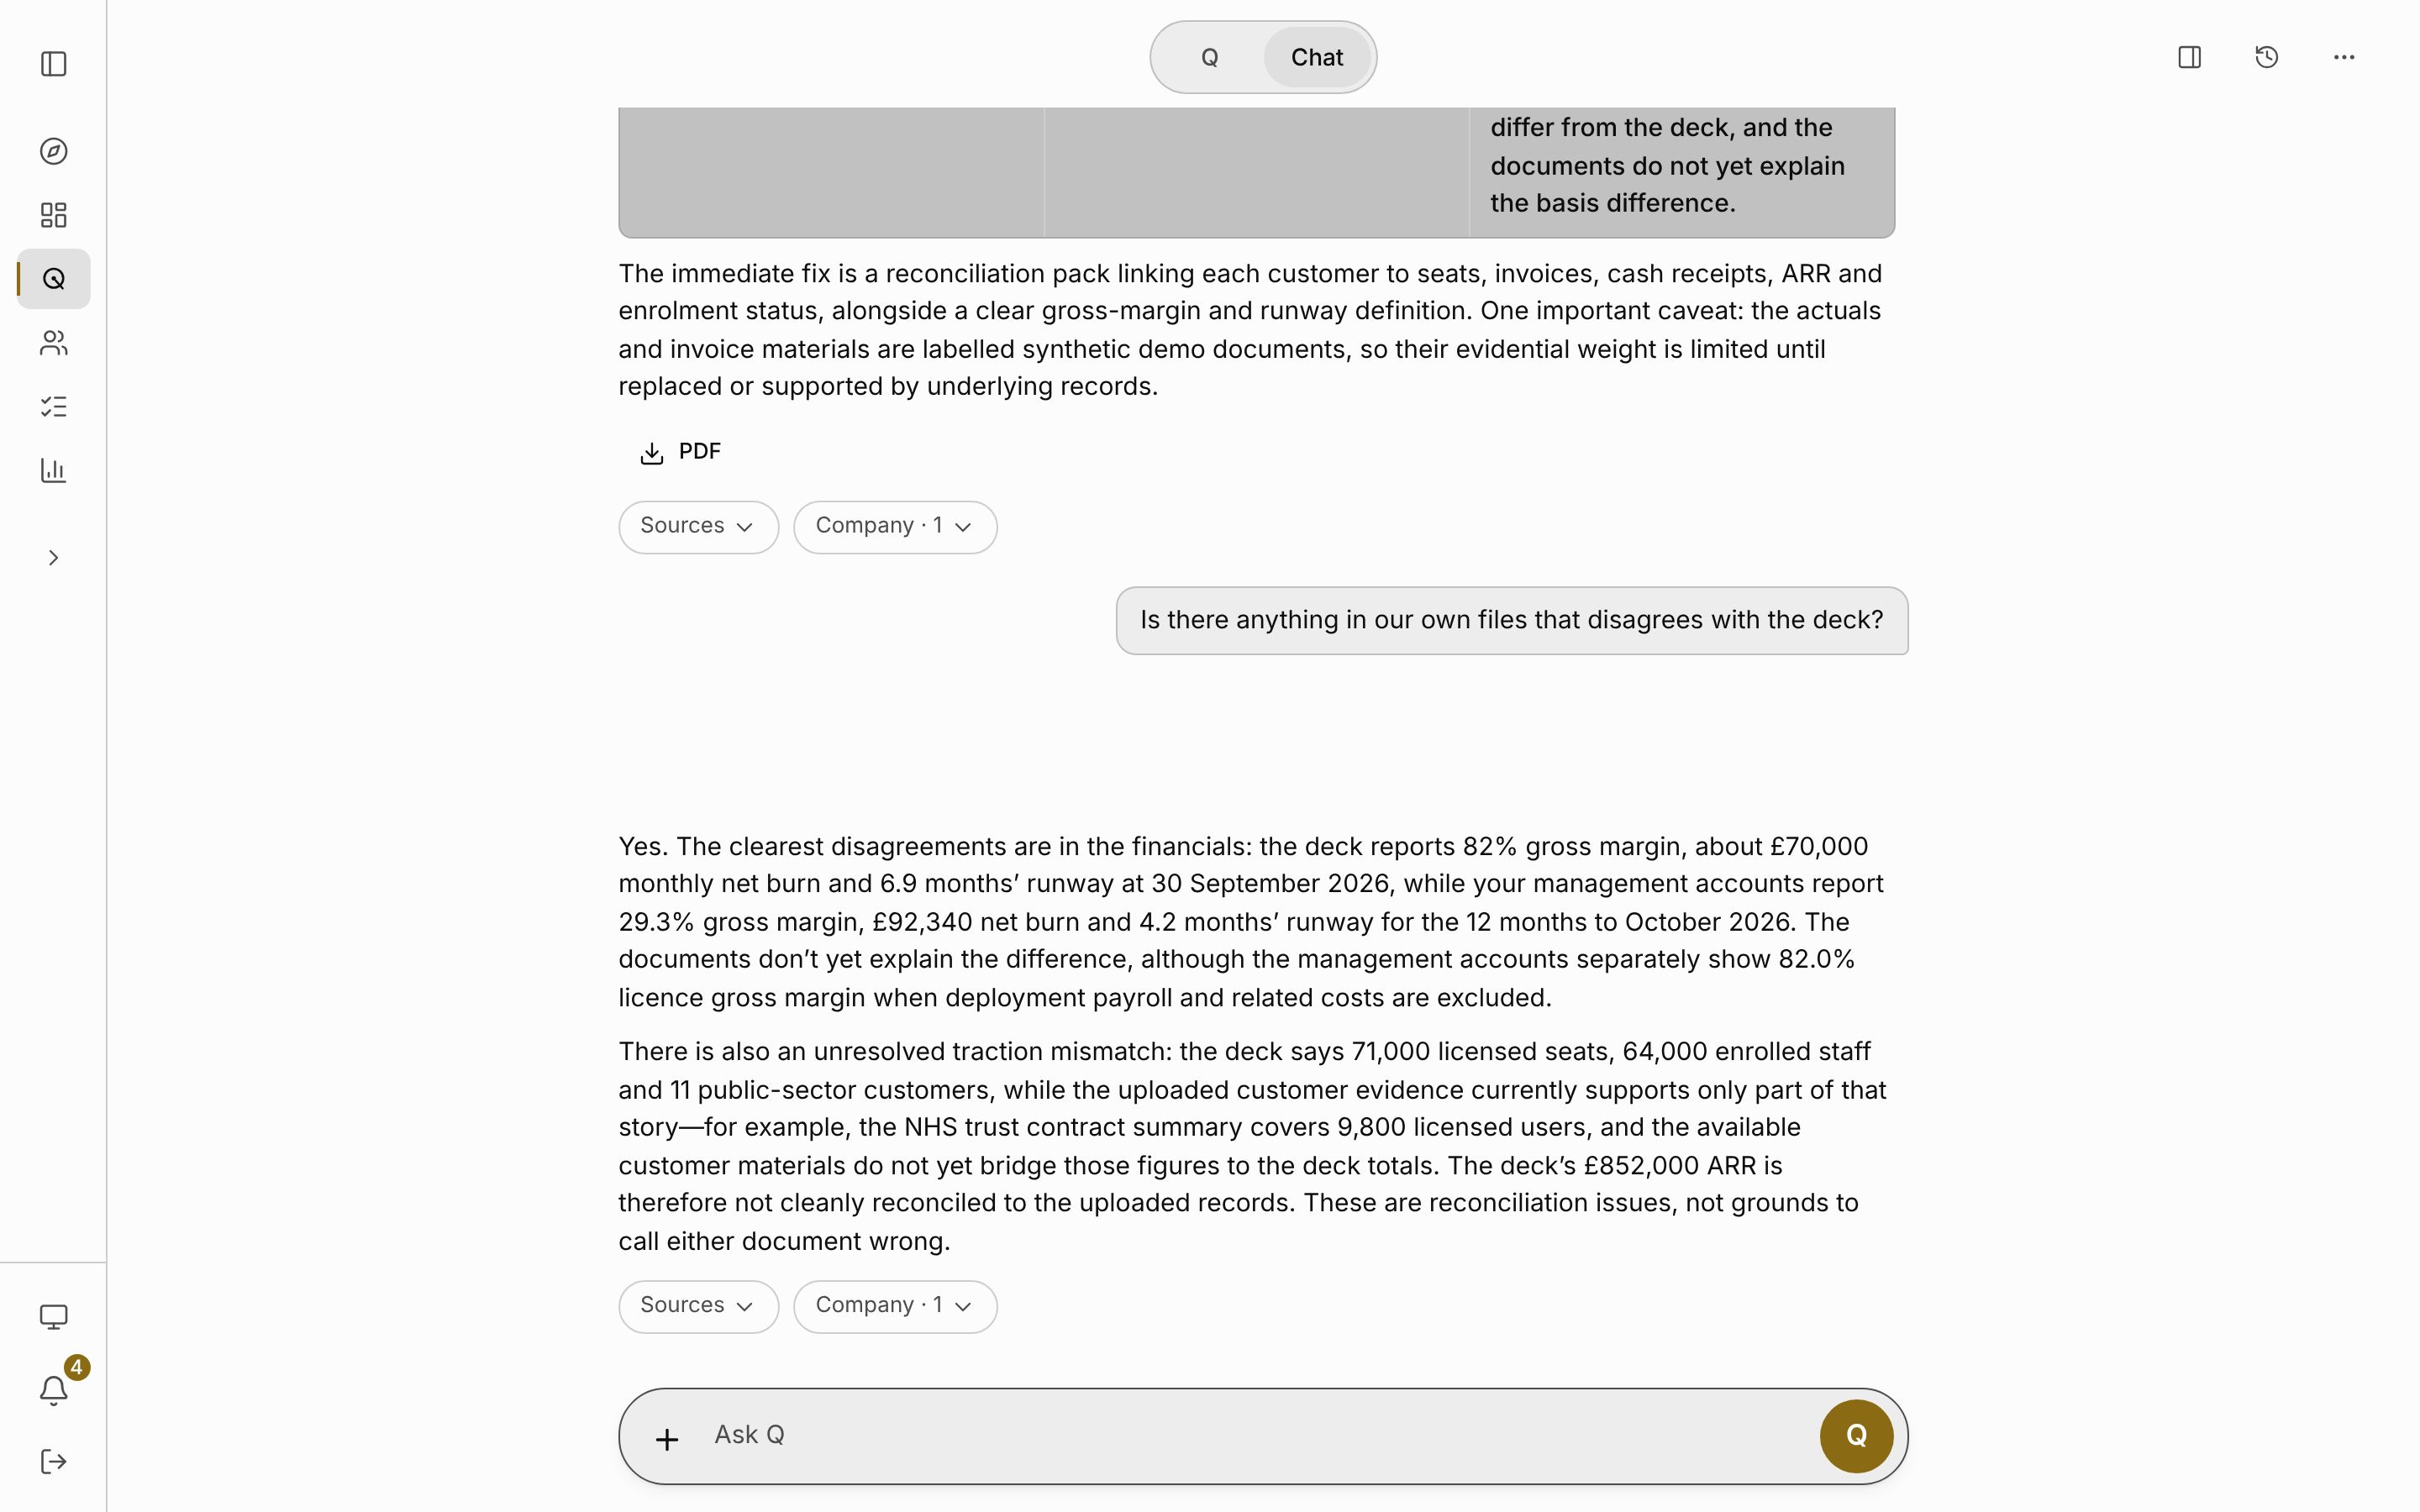 Q
Chat
differ from the deck, and the
documents do not yet explain
the basis difference.
The immediate fix is a reconciliation pack linking each customer to seats, invoices, cash receipts, ARR and
enrolment status, alongside a clear gross-margin and runway definition. One important caveat: the actuals
and invoice materials are labelled synthetic demo documents, so their evidential weight is limited until
replaced or supported by underlying records.
PDF
Sources
Company · 1
Is there anything in our own files that disagrees with the deck?
Yes. The clearest disagreements are in the financials: the deck reports 82% gross margin, about £70,000
monthly net burn and 6.9 months’ runway at 30 September 2026, while your management accounts report
29.3% gross margin, £92,340 net burn and 4.2 months’ runway for the 12 months to October 2026. The
documents don’t yet explain the difference, although the management accounts separately show 82.0%
licence gross margin when deployment payroll and related costs are excluded.
There is also an unresolved traction mismatch: the deck says 71,000 licensed seats, 64,000 enrolled staff
and 11 public-sector customers, while the uploaded customer evidence currently supports only part of that
story—for example, the NHS trust contract summary covers 9,800 licensed users, and the available
customer materials do not yet bridge those figures to the deck totals. The deck’s £852,000 ARR is
therefore not cleanly reconciled to the uploaded records. These are reconciliation issues, not grounds to
call either document wrong.
Sources
Company · 1
4
Ask Q
Q